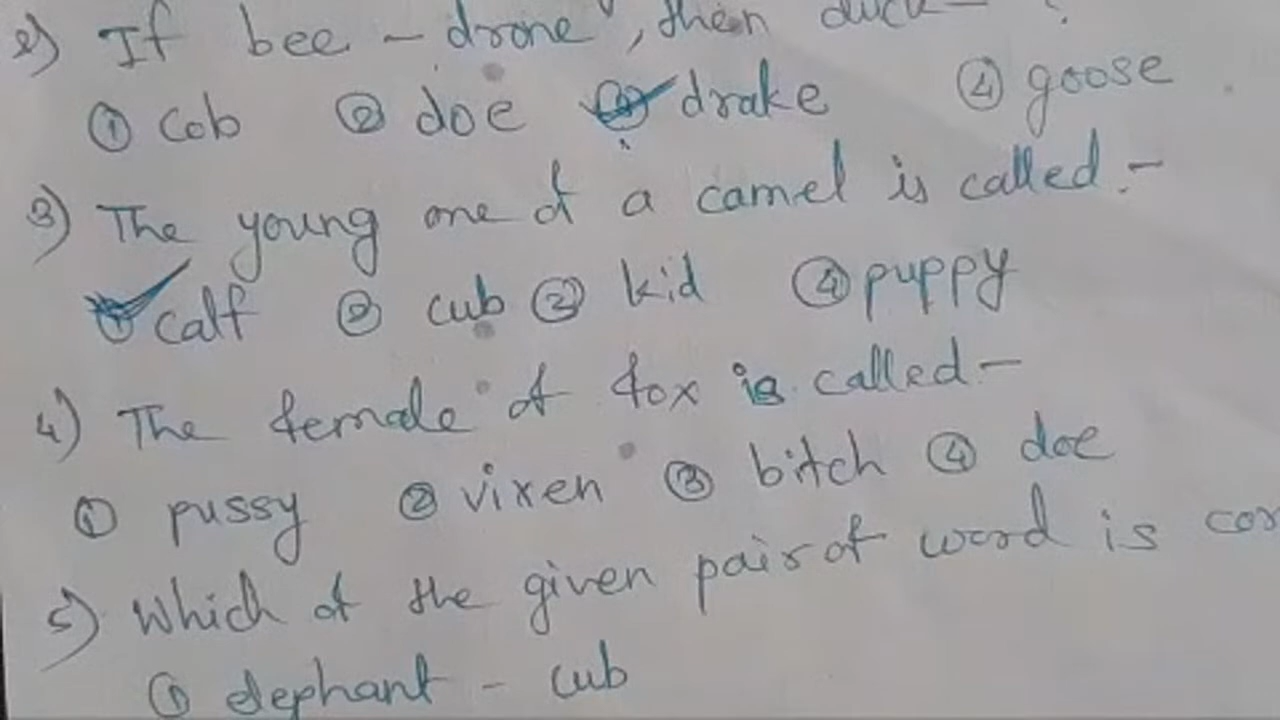 2) If bee - drone, then duck - ?
① cob ② doe ③ drake ④ goose
3) The young one of a camel is called :-
① calf ② cub ② kid ④ puppy
4) The female of fox is called -
① pussy ② vixen ③ bitch ④ doe
5) Which of the given pair of word is cor
① elephant - cub